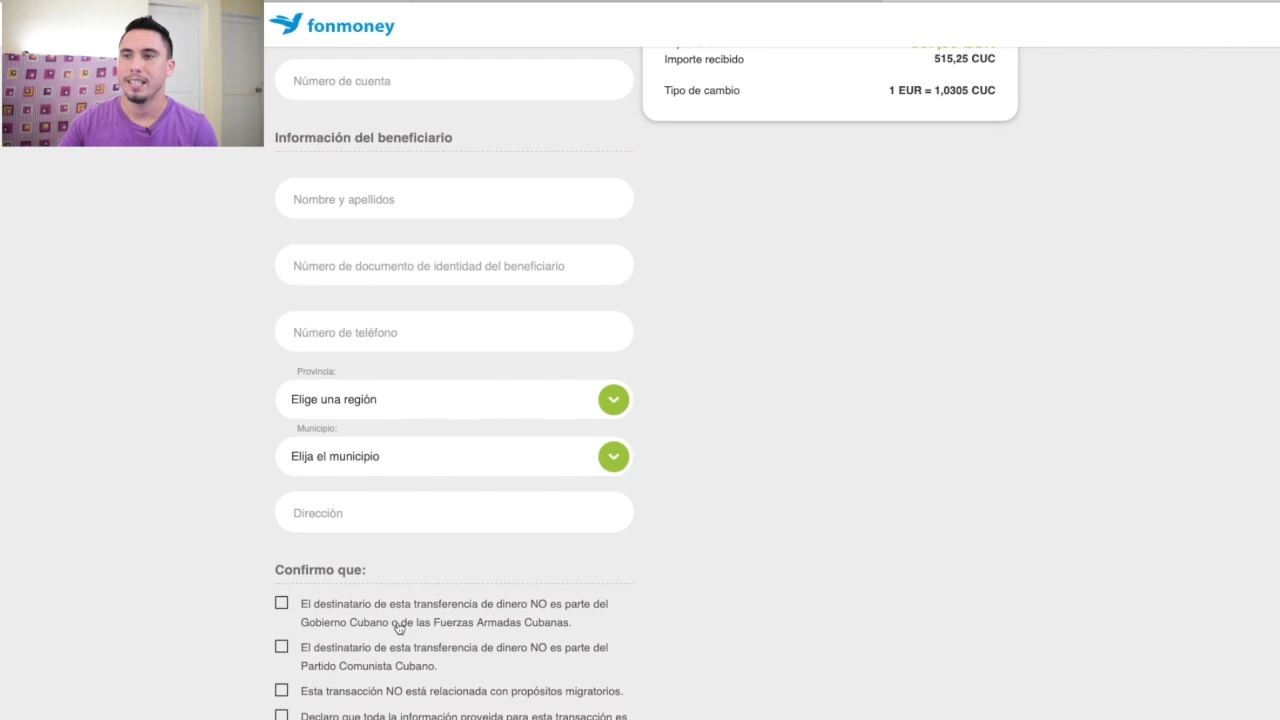 fonmoney
Número de cuenta
Información del beneficiario
Nombre y apellidos
Número de documento de identidad del beneficiario
Número de teléfono
Provincia:
Elige una región
Municipio:
Elija el municipio
Dirección
Confirmo que:
El destinatario de esta transferencia de dinero NO es parte del
Gobierno Cubano o de las Fuerzas Armadas Cubanas.
El destinatario de esta transferencia de dinero NO es parte del
Partido Comunista Cubano.
Esta transacción NO está relacionada con propósitos migratorios.
Declaro que toda la información proveida para esta transacción es
Importe recibido 515,25 CUC
Tipo de cambio 1 EUR = 1,0305 CUC